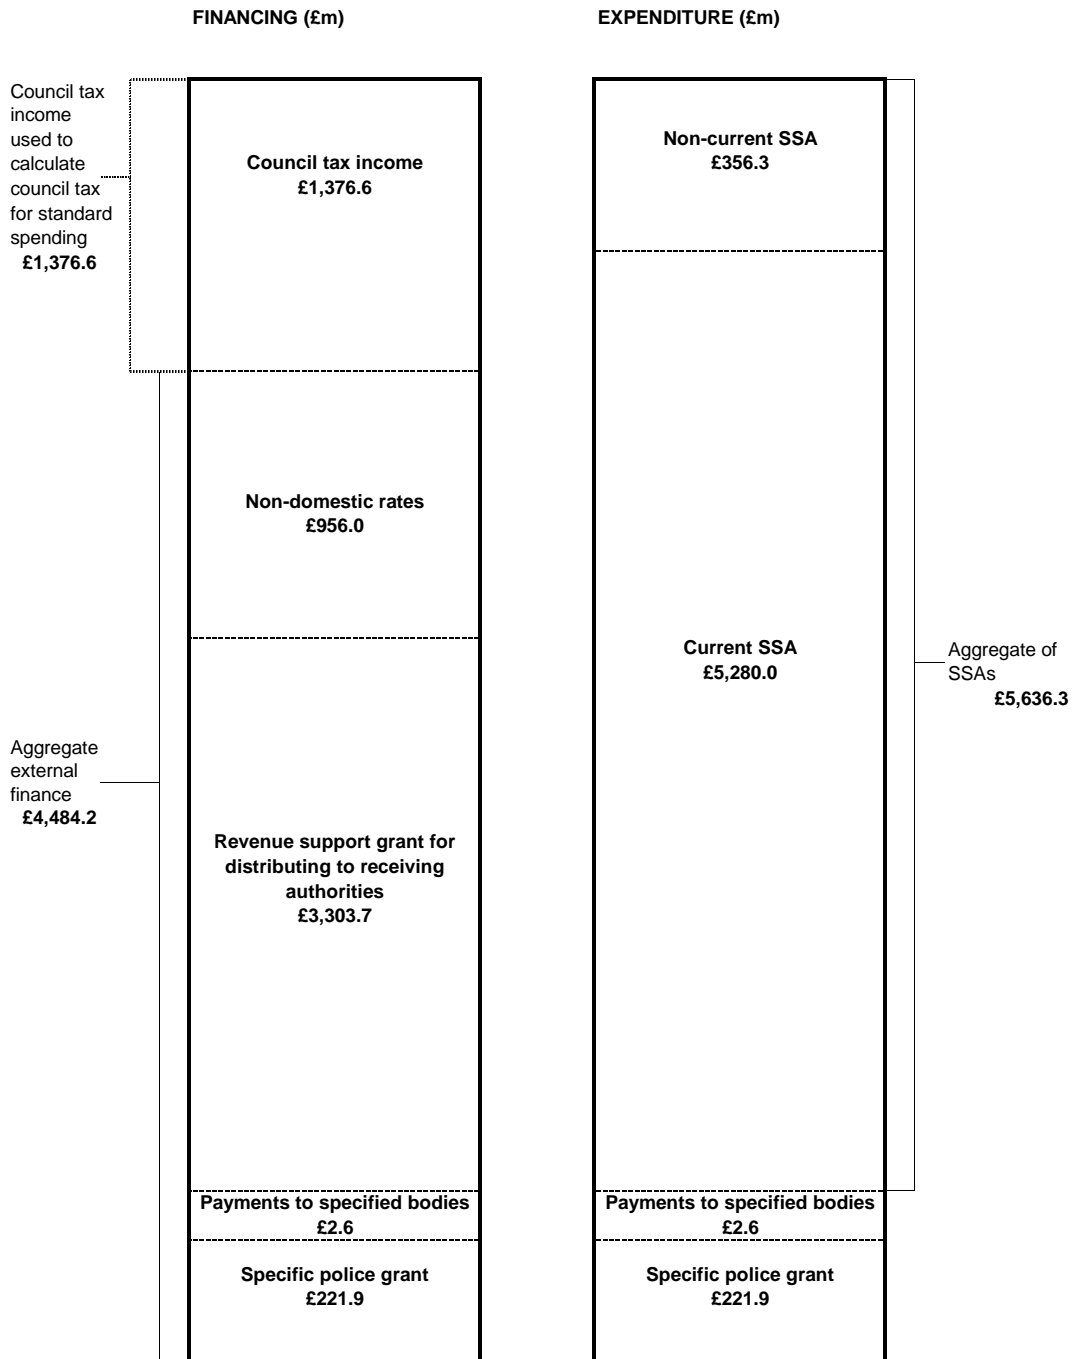 FINANCING (£m)
EXPENDITURE (£m)
Council tax
income
used to
calculate
council tax
for standard
spending
£1,376.6
Council tax income
£1,376.6
Non-current SSA
£356.3
Non-domestic rates
£956.0
Current SSA
£5,280.0
Aggregate of
SSAs
£5,636.3
Aggregate
external
finance
£4,484.2
Revenue support grant for
distributing to receiving
authorities
£3,303.7
Payments to specified bodies
£2.6
Payments to specified bodies
£2.6
Specific police grant
£221.9
Specific police grant
£221.9